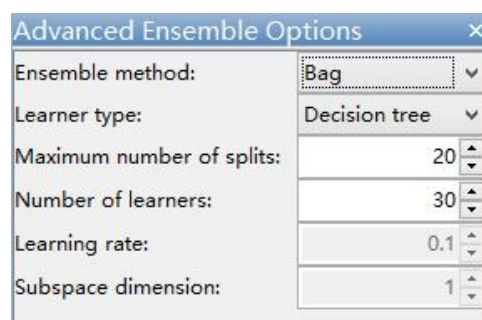 Advanced Ensemble Options ×
Ensemble method: Bag
Learner type: Decision tree
Maximum number of splits: 20
Number of learners: 30
Learning rate: 0.1
Subspace dimension: 1